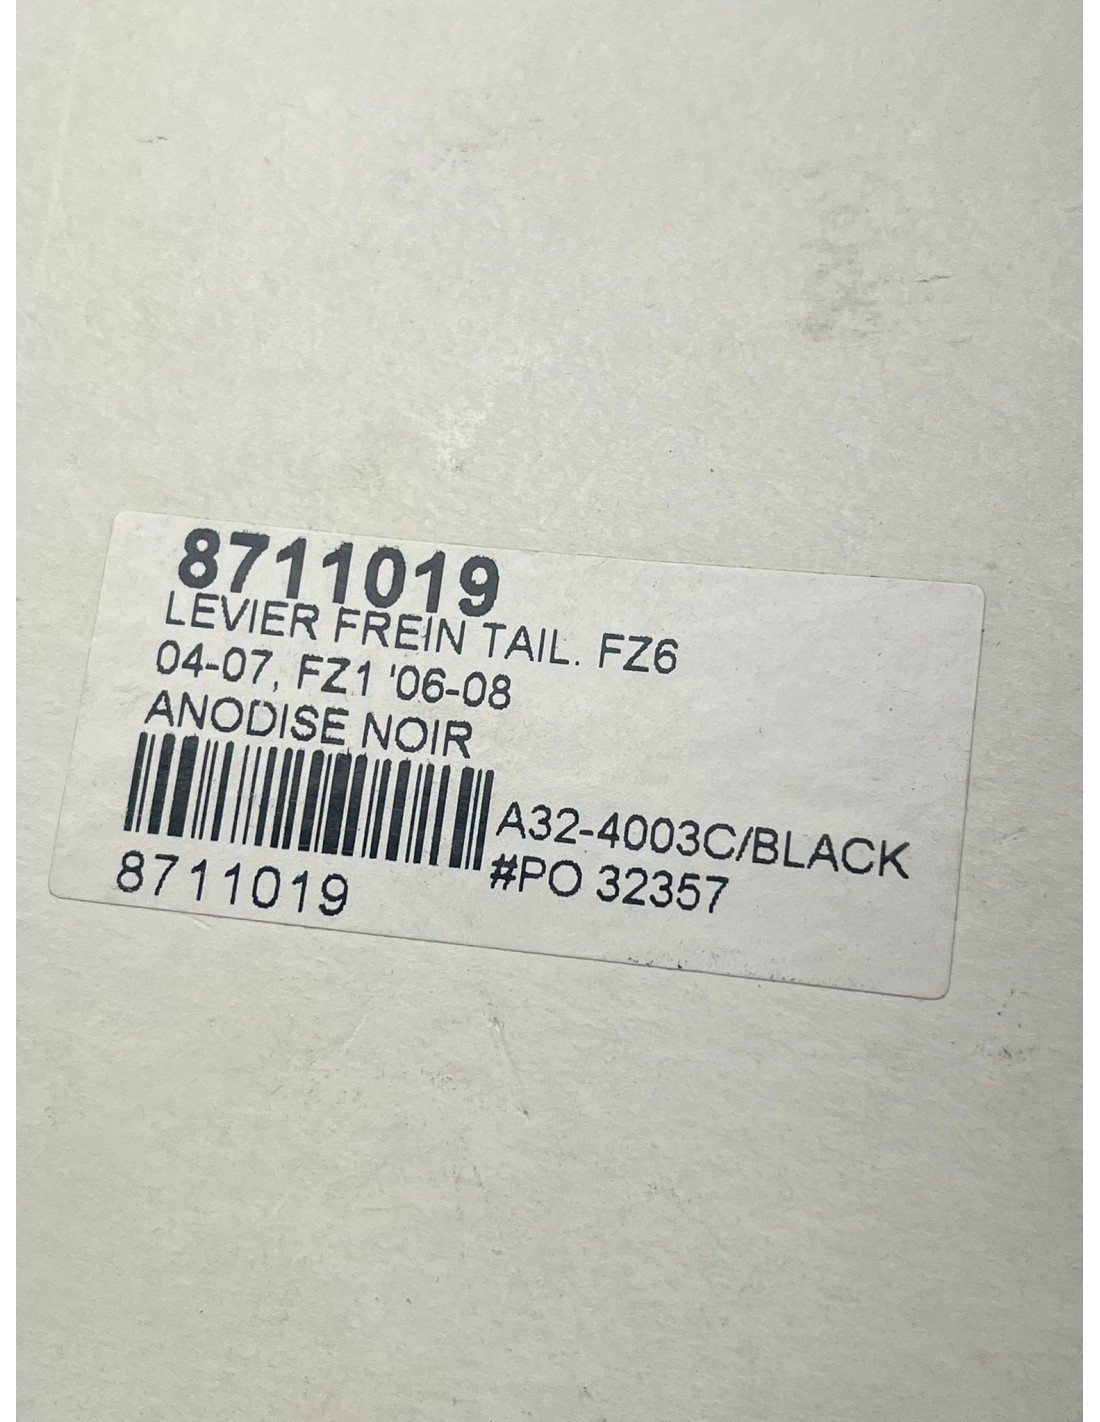 8711019
LEVIER FREIN TAIL. FZ6
04-07, FZ1 '06-08
ANODISE NOIR
A32-4003C/BLACK
#PO 32357
8711019